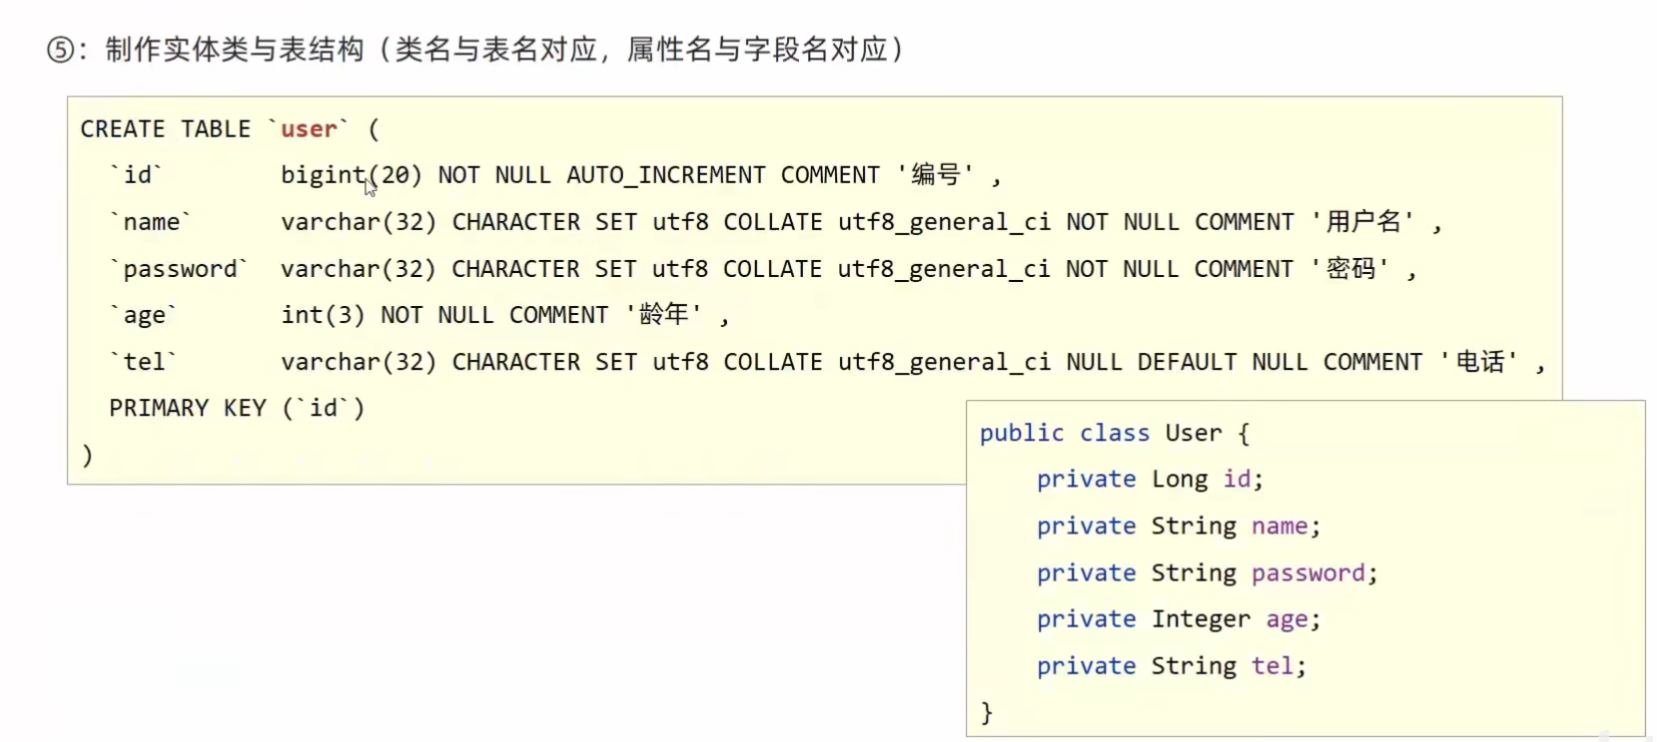 ⑤：制作实体类与表结构（类名与表名对应，属性名与字段名对应）
CREATE TABLE `user` (
`id` bigint(20) NOT NULL AUTO_INCREMENT COMMENT '编号' ,
`name` varchar(32) CHARACTER SET utf8 COLLATE utf8_general_ci NOT NULL COMMENT '用户名' ,
`password` varchar(32) CHARACTER SET utf8 COLLATE utf8_general_ci NOT NULL COMMENT '密码' ,
`age` int(3) NOT NULL COMMENT '龄年' ,
`tel` varchar(32) CHARACTER SET utf8 COLLATE utf8_general_ci NULL DEFAULT NULL COMMENT '电话' ,
PRIMARY KEY (`id`)
)
public class User {
private Long id;
private String name;
private String password;
private Integer age;
private String tel;
}